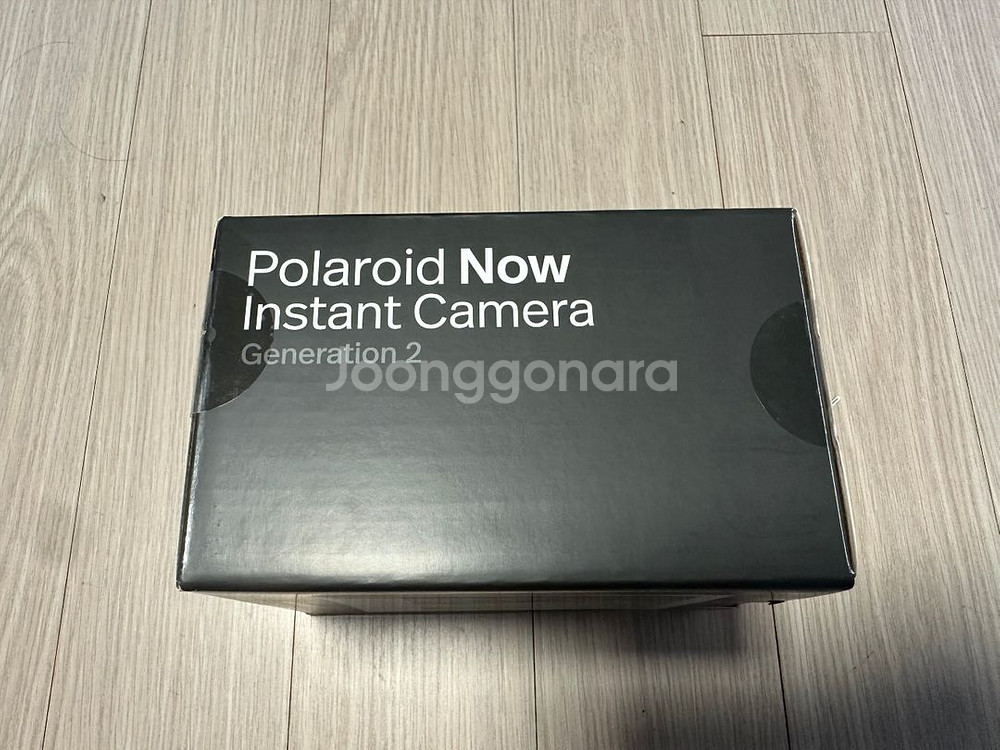 Polaroid Now
Instant Camera
Generation 2
Joonggonara